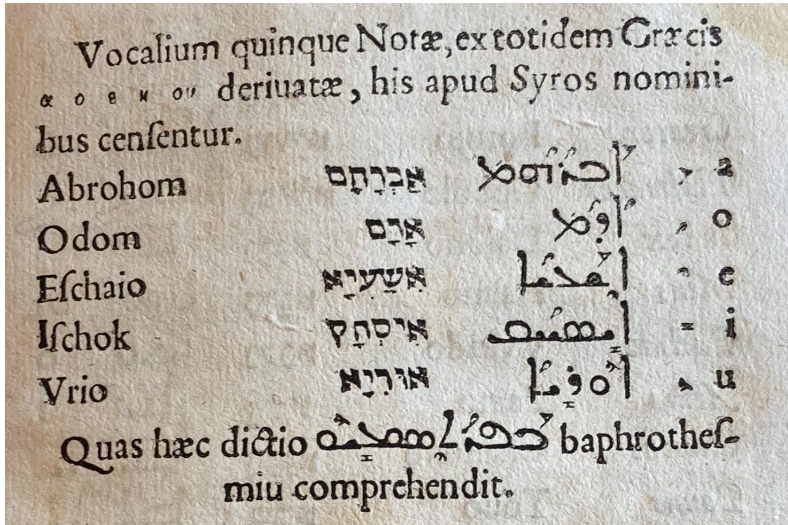 Vocalium quinque Notæ, ex totidem Græcis
α ο ε η ου deriuatæ, his apud Syros nomini-
bus cenſentur.
Abrohom אַבְרָהָם ܐܰܒܪܳܗܰܡ a
Odom אָדָם ܐܳܕܳܡ o
Eſchaio אִשַׁעְיָא e
Iſchok אִיסְחָק i
Vrio אוּרִיָא u
Quas hæc dictio baphrotheſ-
miu comprehendit.